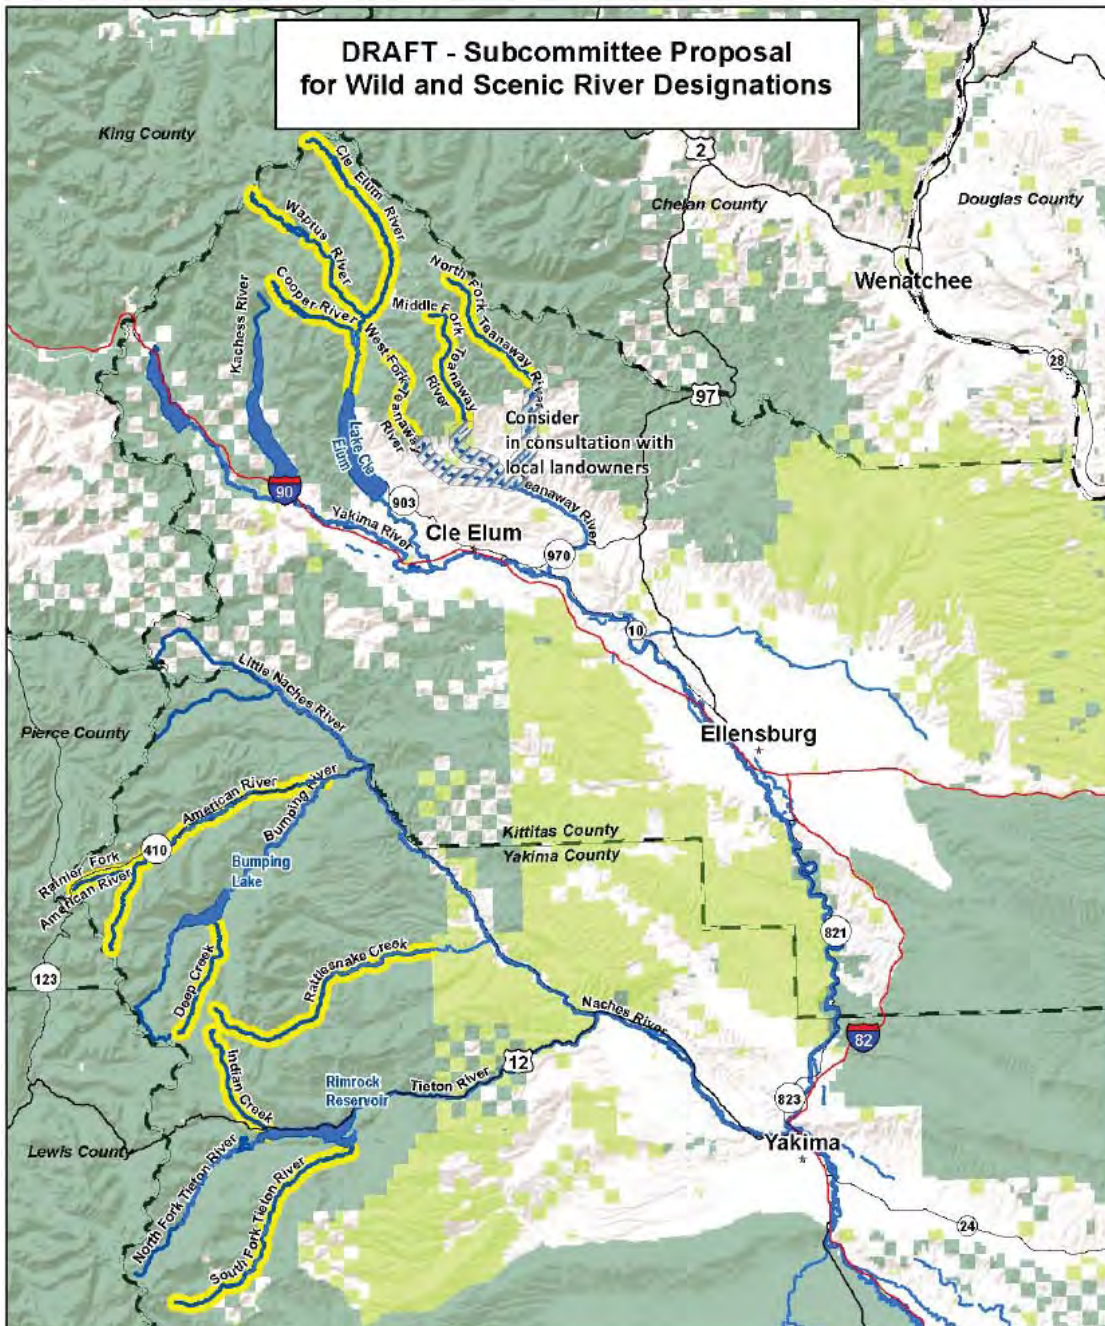 DRAFT - Subcommittee Proposal
for Wild and Scenic River Designations
King County
2
Chelan County
Douglas County
Cle Elum River
Waptus River
Cooper River
Kachess River
North Fork Teanaway River
Middle Fork Teanaway River
West Fork Teanaway River
Wenatchee
28
97
Consider
in consultation with
local landowners
Lake Cle
Elum
90
903
Yakima River
Cle Elum
eanaway River
970
10
Little Naches River
Pierce County
Ellensburg
American River
Bumping River
410
Kittitas County
Yakima County
Rainier Fork
American River
Bumping
Lake
821
Deep Creek
Rattlesnake Creek
123
Naches River
82
Indian Creek
12
Rimrock
Reservoir
Tieton River
823
Lewis County
Yakima
North Fork Tieton River
South Fork Tieton River
24